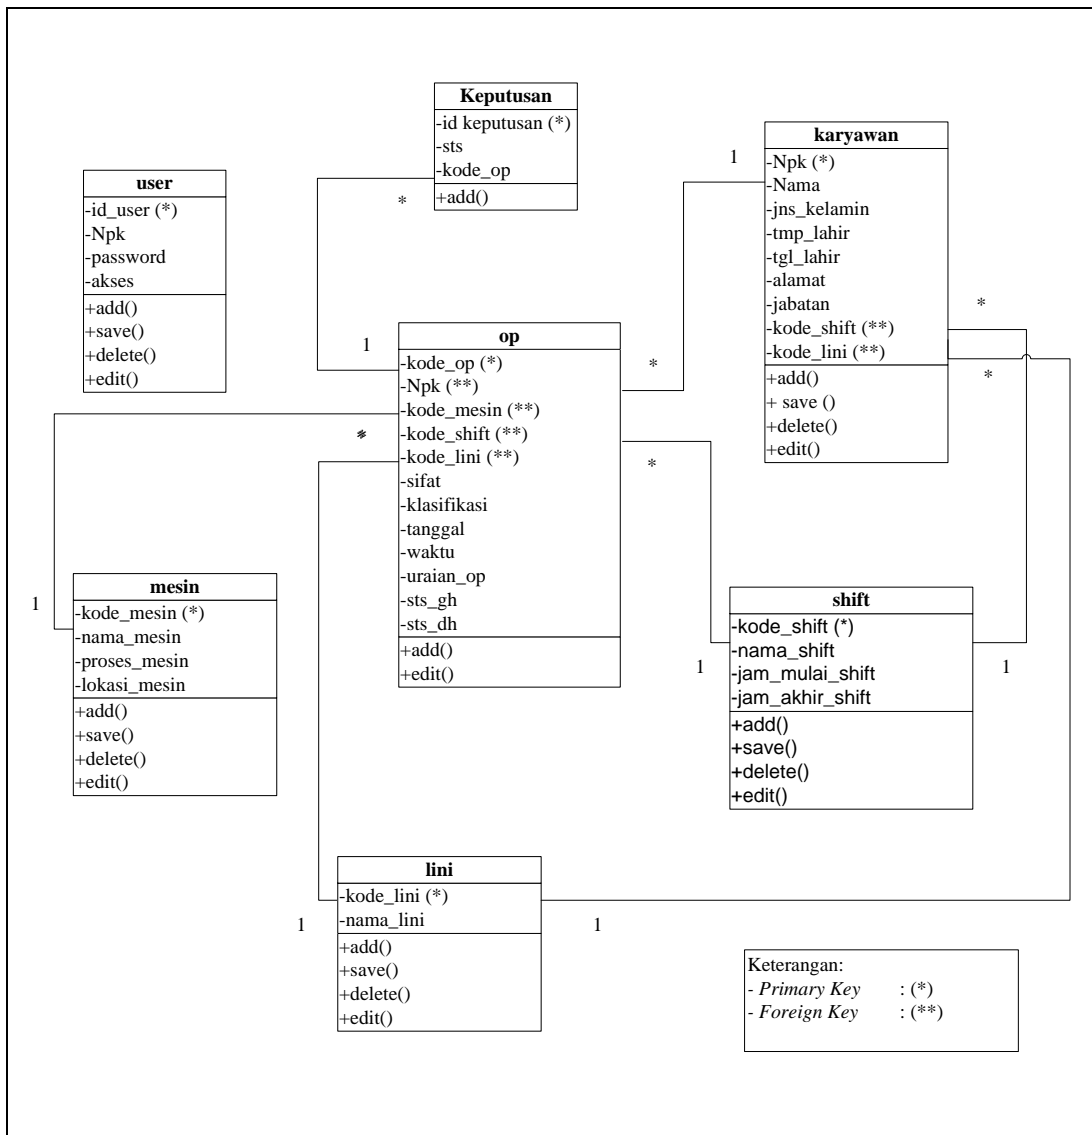 Keputusan
-id keputusan (*)
-sts
-kode_op
+add()
karyawan
-Npk (*)
-Nama
-jns_kelamin
-tmp_lahir
-tgl_lahir
-alamat
-jabatan
-kode_shift (**)
-kode_lini (**)
+add()
+ save ()
+delete()
+edit()
user
-id_user (*)
-Npk
-password
-akses
+add()
+save()
+delete()
+edit()
1
*
*
1
op
-kode_op (*)
-Npk (**)
-kode_mesin (**)
-kode_shift (**)
-kode_lini (**)
-sifat
-klasifikasi
-tanggal
-waktu
-uraian_op
-sts_gh
-sts_dh
+add()
+edit()
*
*
*
*
*
mesin
-kode_mesin (*)
-nama_mesin
-proses_mesin
-lokasi_mesin
+add()
+save()
+delete()
+edit()
1
shift
-kode_shift (*)
-nama_shift
-jam_mulai_shift
-jam_akhir_shift
+add()
+save()
+delete()
+edit()
1
1
lini
-kode_lini (*)
-nama_lini
+add()
+save()
+delete()
+edit()
1
1
Keterangan:
- Primary Key : (*)
- Foreign Key : (**)